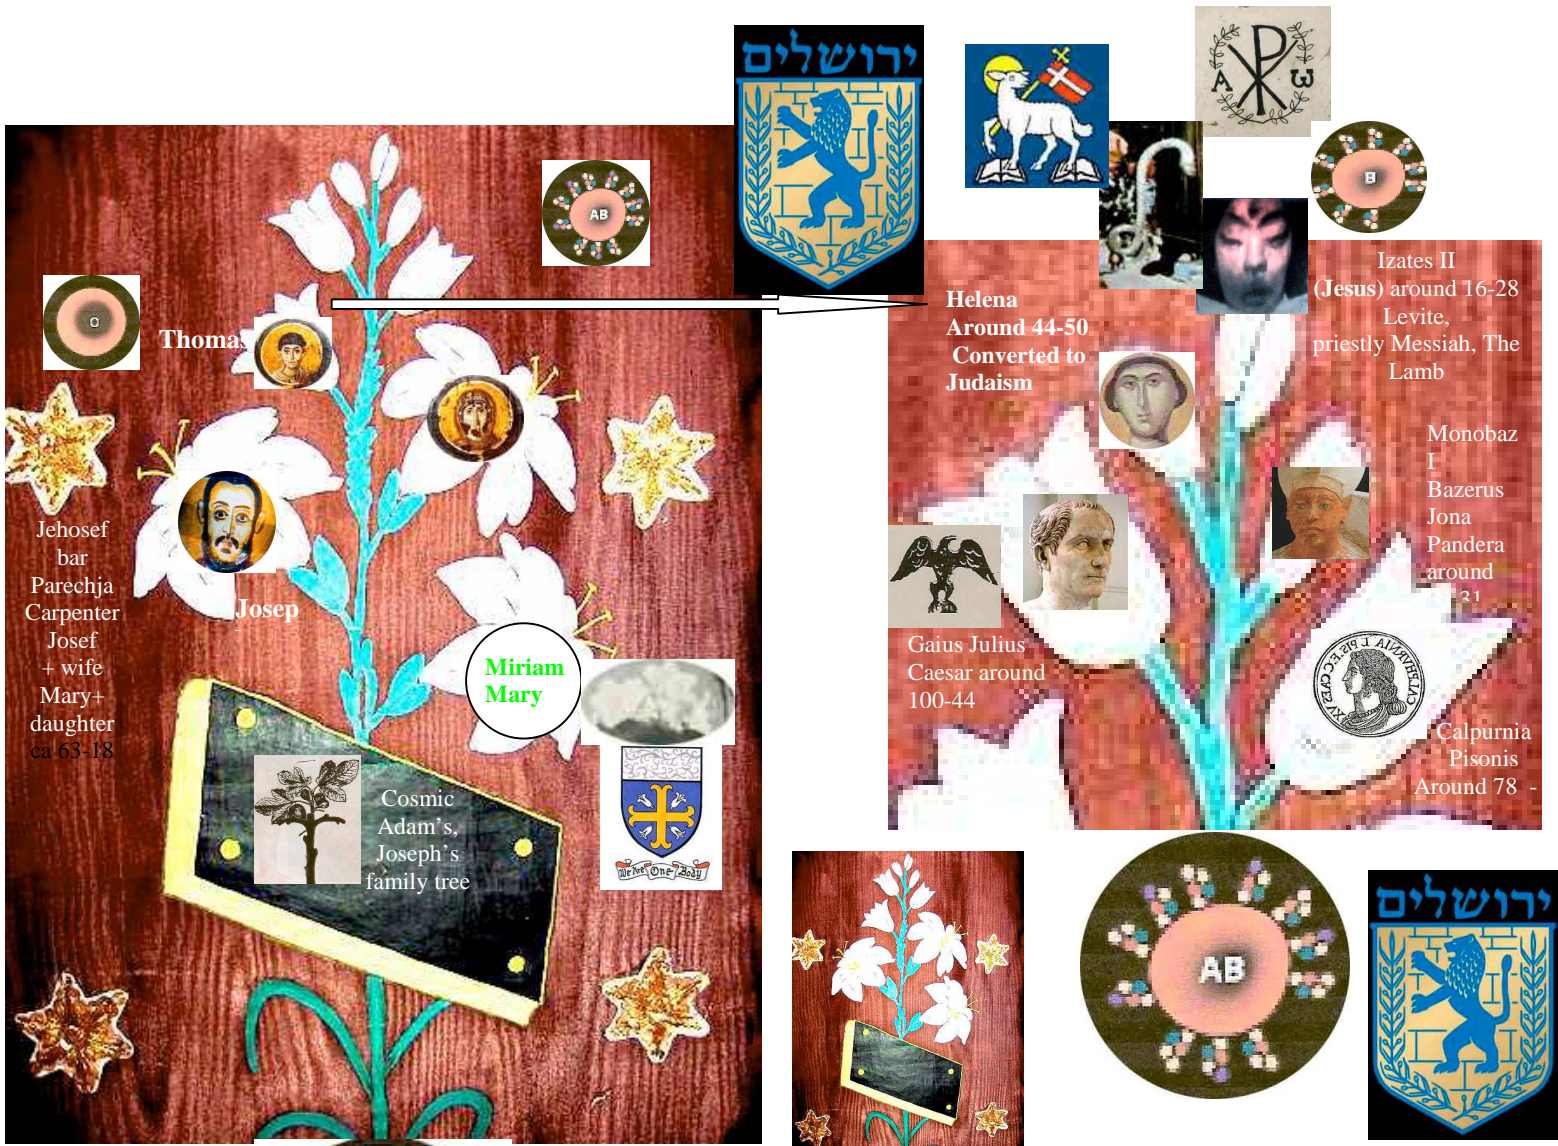 ירושלים
Α
ω
AB
B
O
Thomas
Izates II
(Jesus) around 16-28
Levite,
priestly Messiah, The
Lamb
Helena
Around 44-50
Converted to
Judaism
Monobaz
I
Bazerus
Jona
Pandera
around
31
Jehosef
bar
Parechja
Carpenter
Josef
+ wife
Mary+
daughter
ca 63-18
Josep
Miriam
Mary
Gaius Julius
Caesar around
100-44
Calpurnia
Pisonis
Around 78 -
Cosmic
Adam's,
Joseph's
family tree
We Are One Body
AB
ירושלים